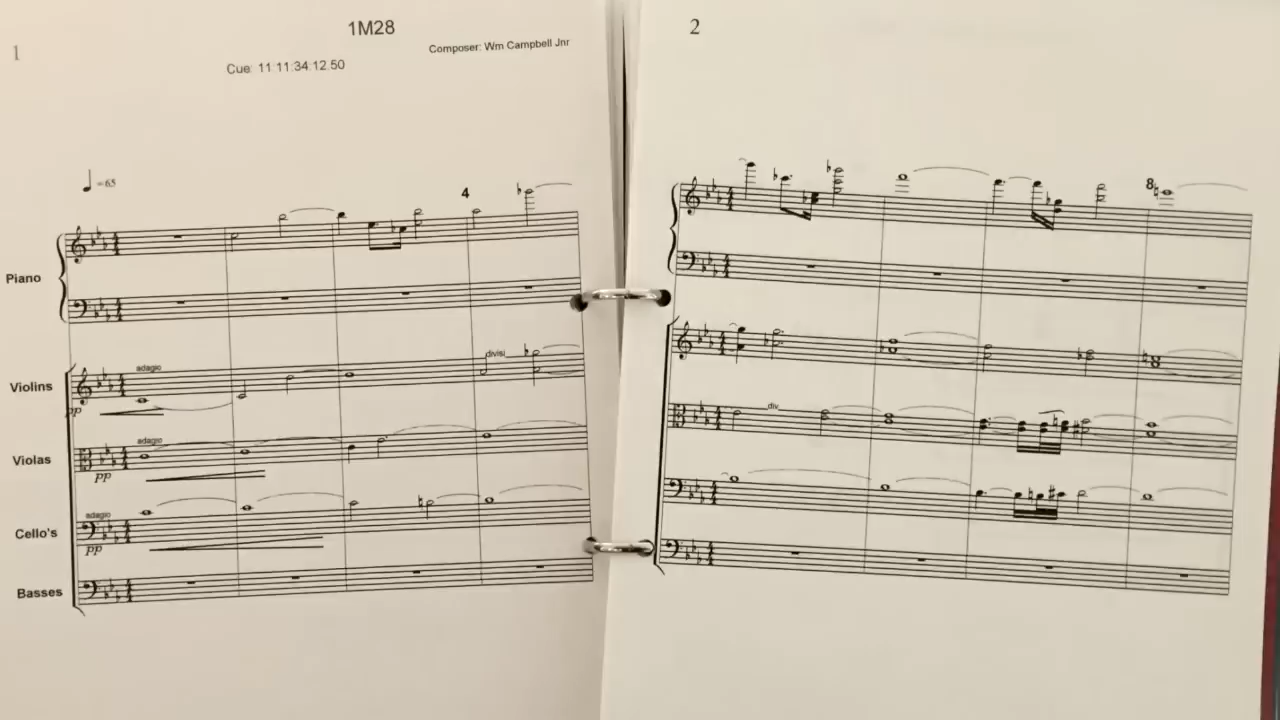 1
1M28
Composer: Wm Campbell Jnr
Cue: 11:11:34:12.50
=65
4
Piano
adagio
divisi
Violins
pp
adagio
Violas
pp
adagio
Cello's
pp
Basses
2
8
div.